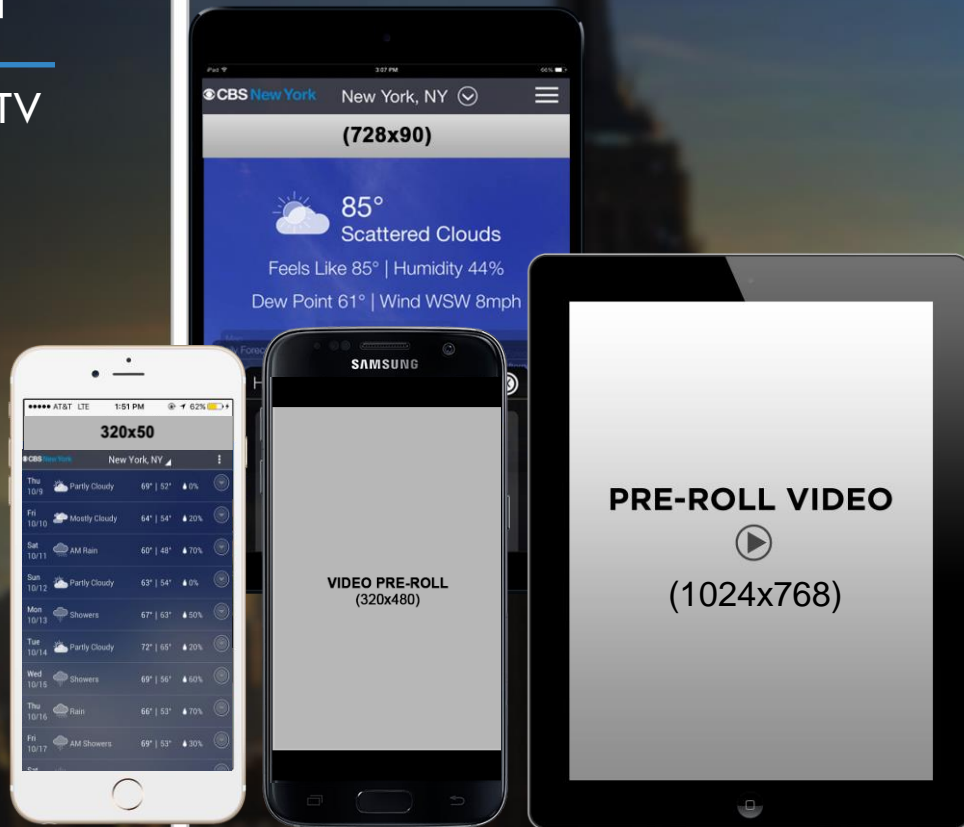 TV
iPad
3:07 PM
66%
CBS New York
New York, NY
(728x90)
85°
Scattered Clouds
Feels Like 85° | Humidity 44%
Dew Point 61° | Wind WSW 8mph
Map
H
SAMSUNG
VIDEO PRE-ROLL
(320x480)
PRE-ROLL VIDEO
(1024x768)
AT&T LTE 1:51 PM 62%
320x50
CBS New York New York, NY
Thu 10/9 Partly Cloudy 69° | 52° 0%
Fri 10/10 Mostly Cloudy 64° | 54° 20%
Sat 10/11 AM Rain 60° | 48° 70%
Sun 10/12 Partly Cloudy 63° | 54° 0%
Mon 10/13 Showers 67° | 63° 50%
Tue 10/14 Partly Cloudy 72° | 65° 20%
Wed 10/15 Showers 69° | 56° 60%
Thu 10/16 Rain 66° | 53° 70%
Fri 10/17 AM Showers 69° | 53° 30%